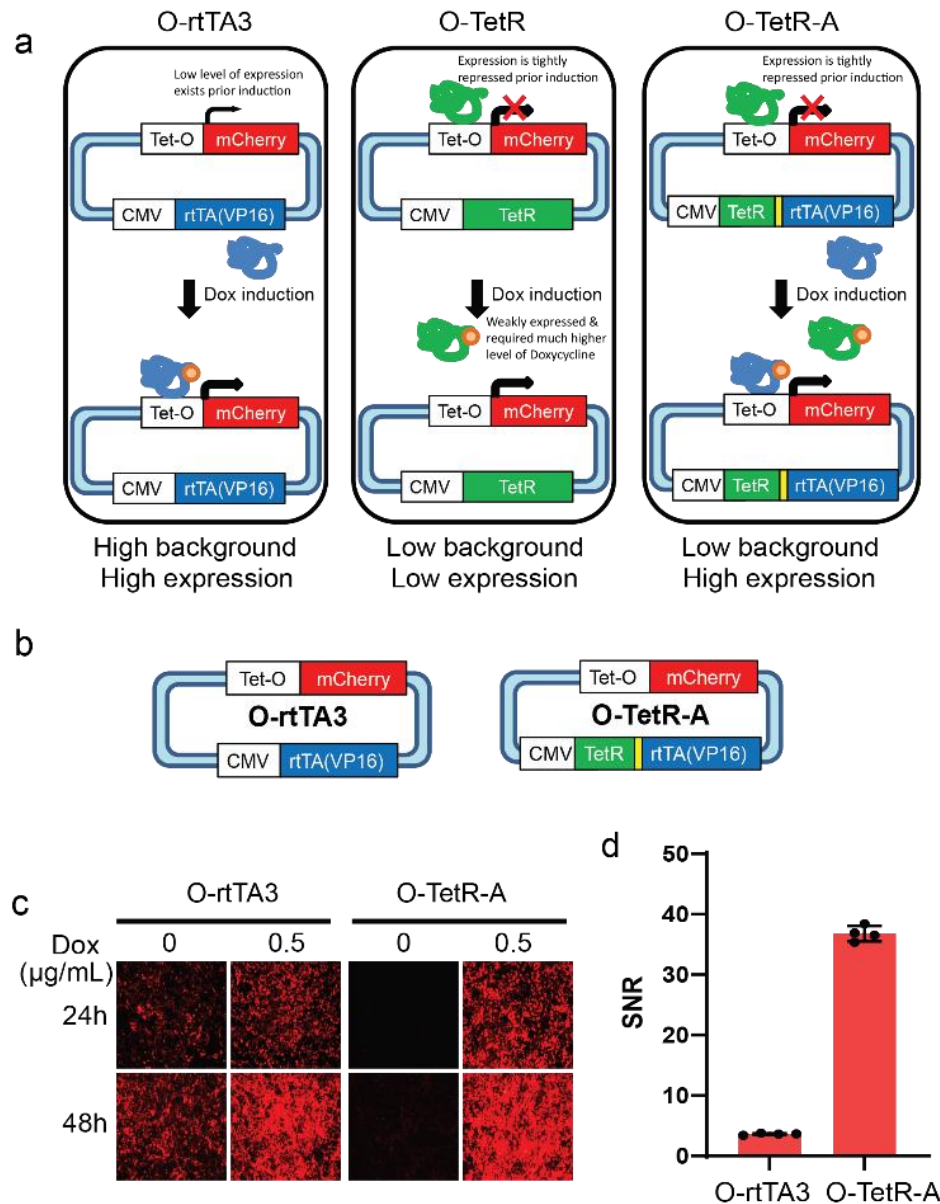 a
O-rtTA3
O-TetR
O-TetR-A
Low level of expression
exists prior induction
Expression is tightly
repressed prior induction
Expression is tightly
repressed prior induction
Tet-O
mCherry
Tet-O
mCherry
Tet-O
mCherry
CMV
rtTA(VP16)
CMV
TetR
CMV
TetR
rtTA(VP16)
Dox induction
Dox induction
Dox induction
Weakly expressed &
required much higher
level of Doxycycline
Tet-O
mCherry
Tet-O
mCherry
Tet-O
mCherry
CMV
rtTA(VP16)
CMV
TetR
CMV
TetR
rtTA(VP16)
High background
High expression
Low background
Low expression
Low background
High expression
b
Tet-O
mCherry
O-rtTA3
CMV
rtTA(VP16)
Tet-O
mCherry
O-TetR-A
CMV
TetR
rtTA(VP16)
c
O-rtTA3
O-TetR-A
Dox
(μg/mL)
0
0.5
0
0.5
24h
48h
d
SNR
50
40
30
20
10
0
O-rtTA3
O-TetR-A